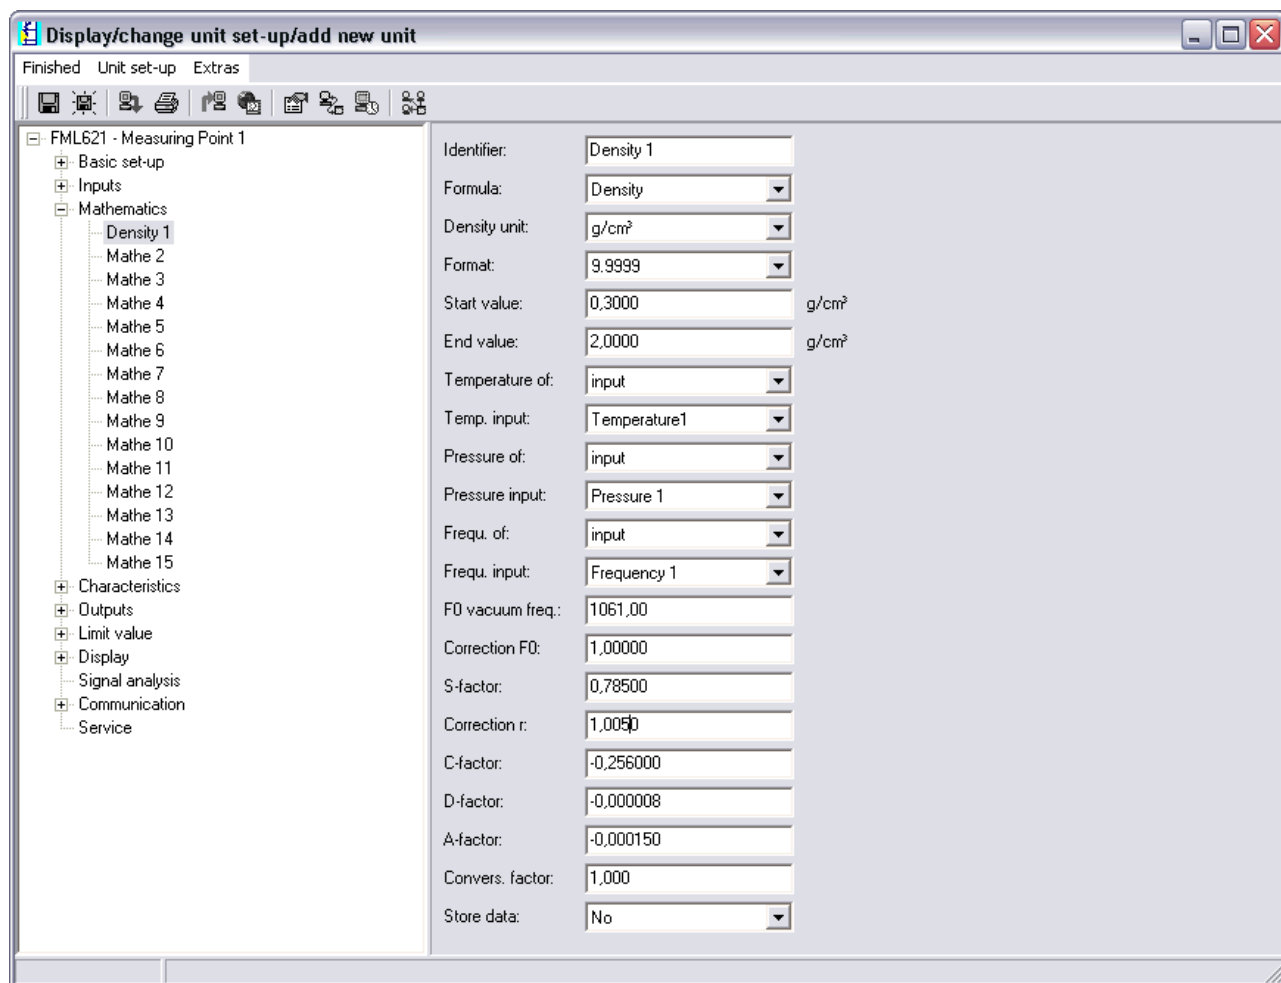 Display/change unit set-up/add new unit
Finished Unit set-up Extras
FML621 - Measuring Point 1
Basic set-up
Inputs
Mathematics
Density 1
Mathe 2
Mathe 3
Mathe 4
Mathe 5
Mathe 6
Mathe 7
Mathe 8
Mathe 9
Mathe 10
Mathe 11
Mathe 12
Mathe 13
Mathe 14
Mathe 15
Characteristics
Outputs
Limit value
Display
Signal analysis
Communication
Service
Identifier: Density 1
Formula: Density
Density unit: g/cm³
Format: 9.9999
Start value: 0,3000 g/cm³
End value: 2,0000 g/cm³
Temperature of: input
Temp. input: Temperature1
Pressure of: input
Pressure input: Pressure 1
Frequ. of: input
Frequ. input: Frequency 1
F0 vacuum freq.: 1061,00
Correction F0: 1,00000
S-factor: 0,78500
Correction r: 1,0050
C-factor: -0,256000
D-factor: -0,000008
A-factor: -0,000150
Convers. factor: 1,000
Store data: No